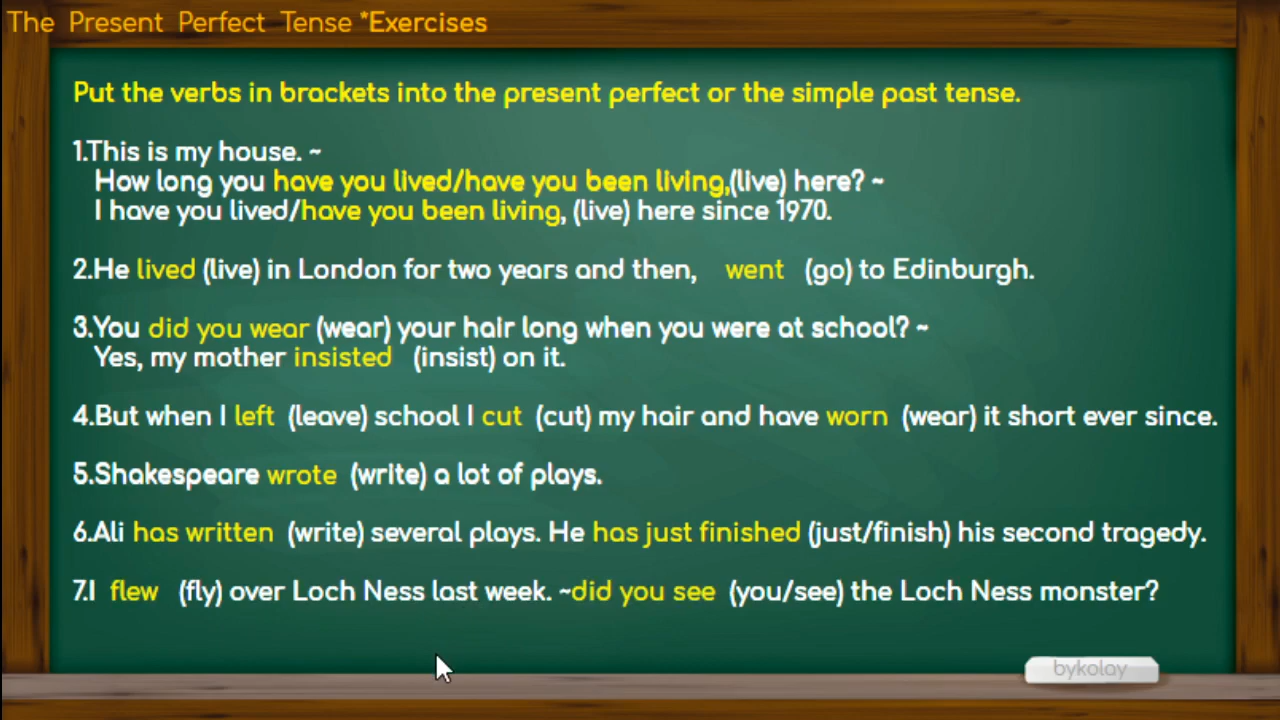 The Present Perfect Tense *Exercises
Put the verbs in brackets into the present perfect or the simple past tense.
1.This is my house. ~
How long you have you lived/have you been living,(live) here? ~
I have you lived/have you been living, (live) here since 1970.
2.He lived (live) in London for two years and then, went (go) to Edinburgh.
3.You did you wear (wear) your hair long when you were at school? ~
Yes, my mother insisted (insist) on it.
4.But when I left (leave) school I cut (cut) my hair and have worn (wear) it short ever since.
5.Shakespeare wrote (write) a lot of plays.
6.Ali has written (write) several plays. He has just finished (just/finish) his second tragedy.
7.I flew (fly) over Loch Ness last week. ~did you see (you/see) the Loch Ness monster?
bykolay